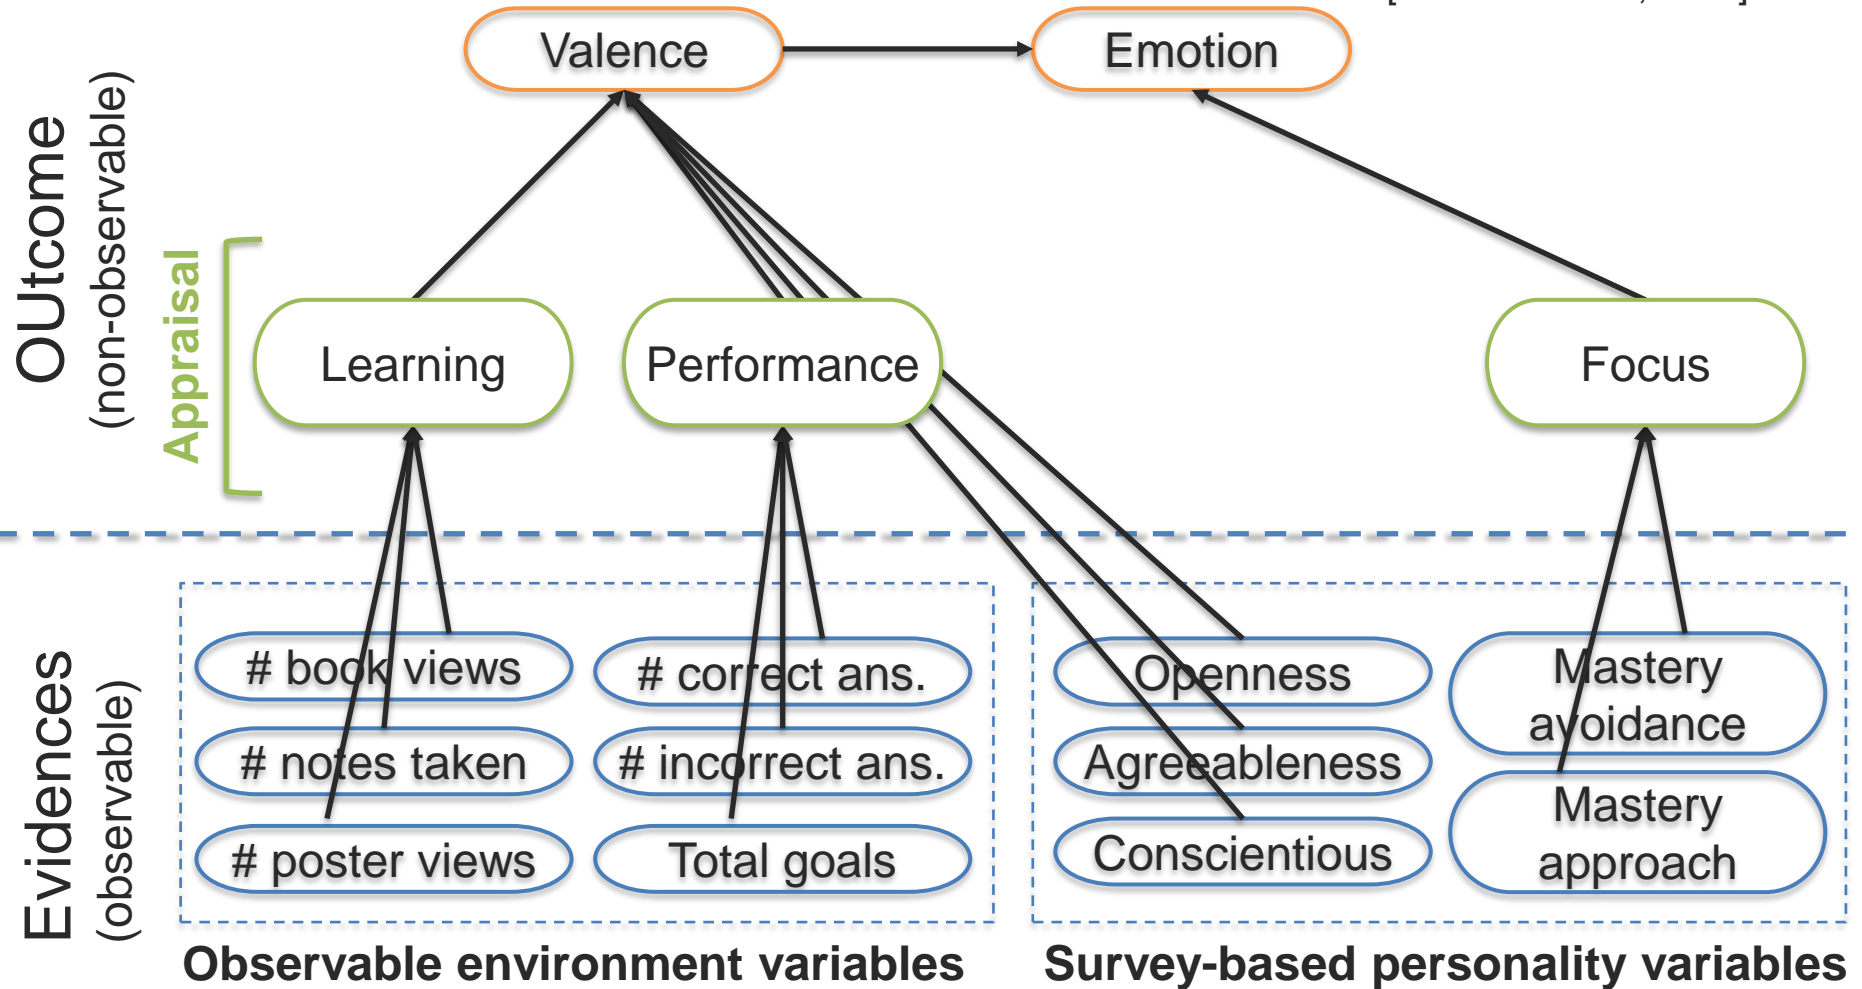 Valence
Emotion
OUtcome
(non-observable)
Appraisal
Learning
Performance
Focus
Evidences
(observable)
# book views
# correct ans.
Openness
Mastery
avoidance
# notes taken
# incorrect ans.
Agreeableness
Mastery
approach
# poster views
Total goals
Conscientious
Observable environment variables
Survey-based personality variables